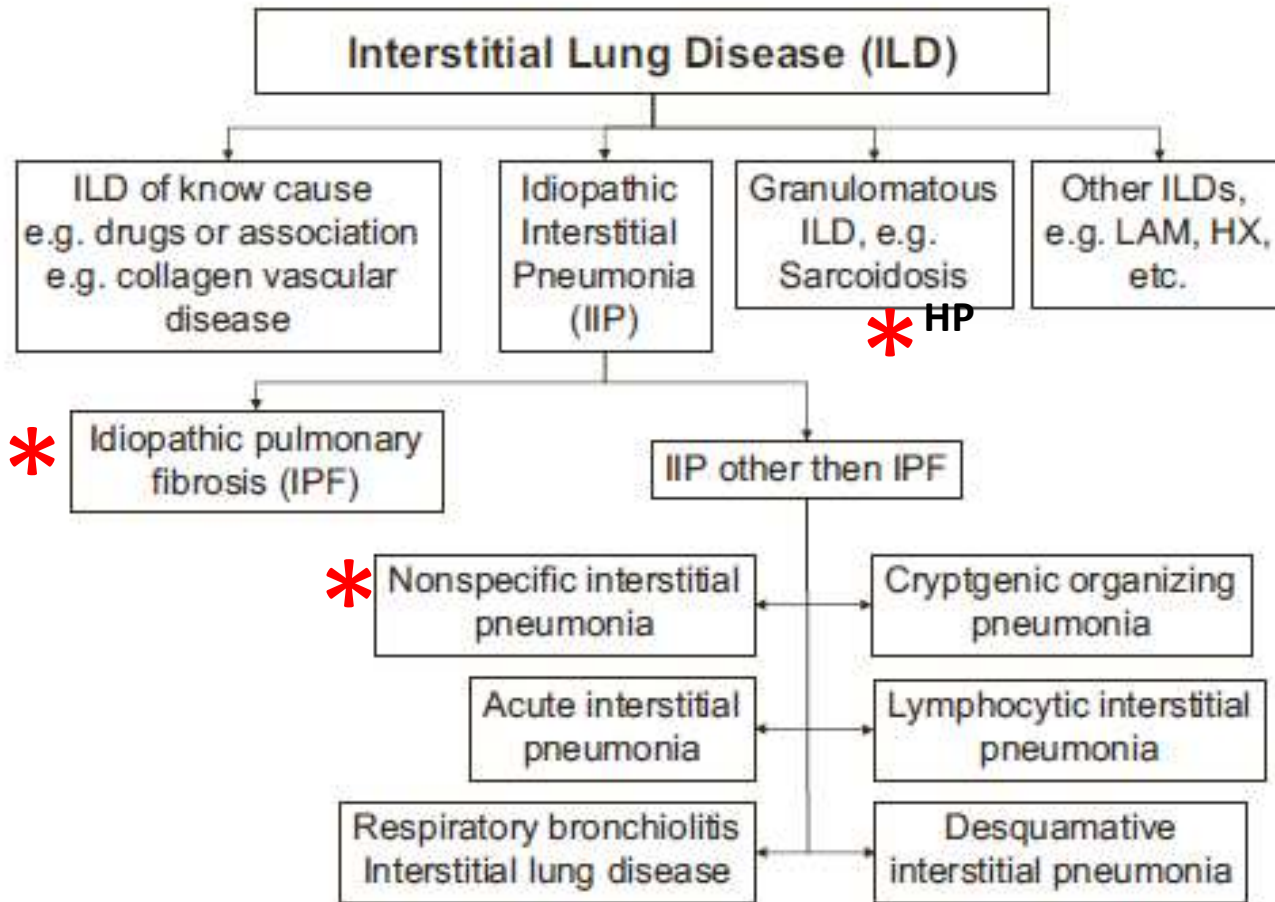 Interstitial Lung Disease (ILD)
ILD of know cause
e.g. drugs or association
e.g. collagen vascular
disease
Idiopathic
Interstitial
Pneumonia
(IIP)
Granulomatous
ILD, e.g.
Sarcoidosis
* HP
Other ILDs,
e.g. LAM, HX,
etc.
* Idiopathic pulmonary
fibrosis (IPF)
IIP other then IPF
* Nonspecific interstitial
pneumonia
Cryptgenic organizing
pneumonia
Acute interstitial
pneumonia
Lymphocytic interstitial
pneumonia
Respiratory bronchiolitis
Interstitial lung disease
Desquamative
interstitial pneumonia